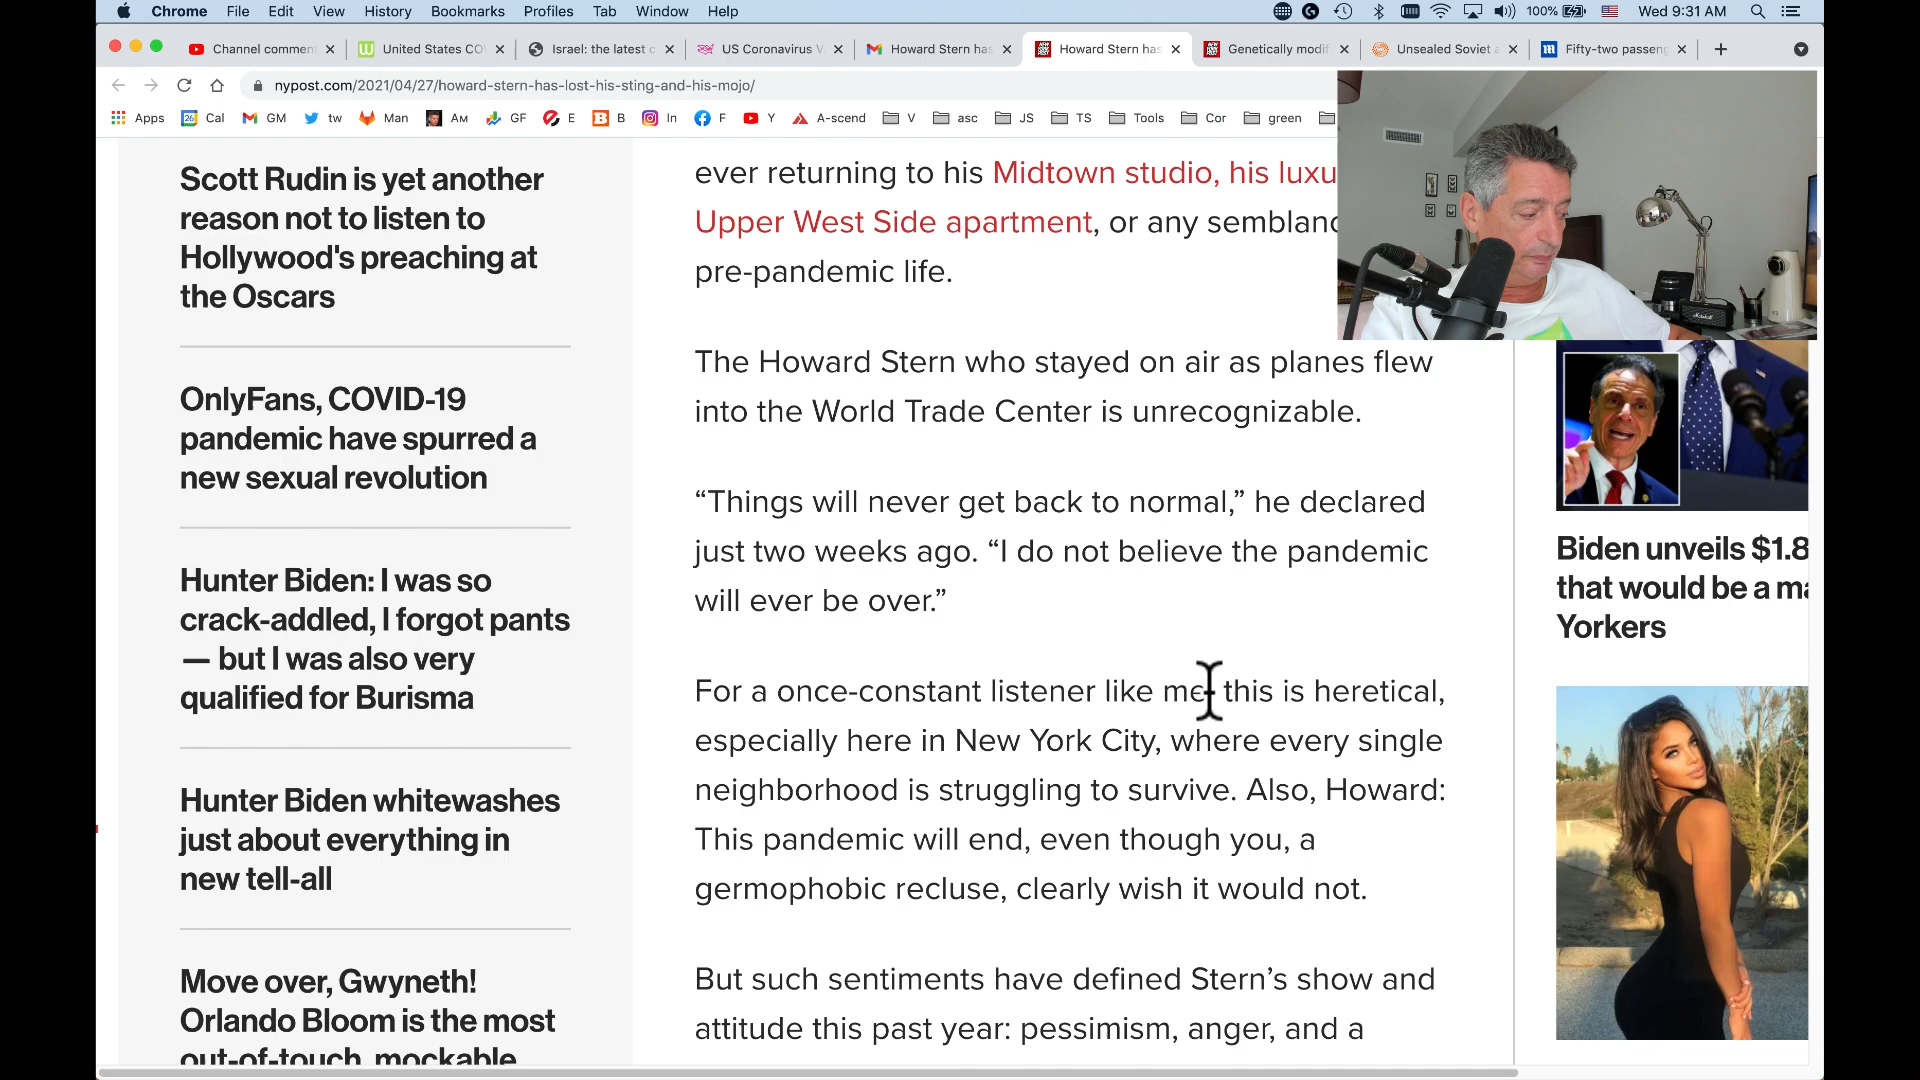 Chrome File Edit View History Bookmarks Profiles Tab Window Help
100% Wed 9:31 AM
Channel commen
United States CO
Israel: the latest c
US Coronavirus V
Howard Stern has
Howard Stern has
Genetically modif
Unsealed Soviet a
Fifty-two passeng
nypost.com/2021/04/27/howard-stern-has-lost-his-sting-and-his-mojo/
Apps 26 Cal GM tw Man Am GF E B In F Y A-scend V asc JS TS Tools Cor green
Scott Rudin is yet another
reason not to listen to
Hollywood's preaching at
the Oscars
OnlyFans, COVID-19
pandemic have spurred a
new sexual revolution
Hunter Biden: I was so
crack-addled, I forgot pants
— but I was also very
qualified for Burisma
Hunter Biden whitewashes
just about everything in
new tell-all
Move over, Gwyneth!
Orlando Bloom is the most
out-of-touch, mockable
ever returning to his Midtown studio, his luxu
Upper West Side apartment, or any semblanc
pre-pandemic life.
The Howard Stern who stayed on air as planes flew
into the World Trade Center is unrecognizable.
“Things will never get back to normal,” he declared
just two weeks ago. “I do not believe the pandemic
will ever be over.”
For a once-constant listener like me, this is heretical,
especially here in New York City, where every single
neighborhood is struggling to survive. Also, Howard:
This pandemic will end, even though you, a
germophobic recluse, clearly wish it would not.
But such sentiments have defined Stern’s show and
attitude this past year: pessimism, anger, and a
Marshall
Biden unveils $1.8
that would be a ma
Yorkers